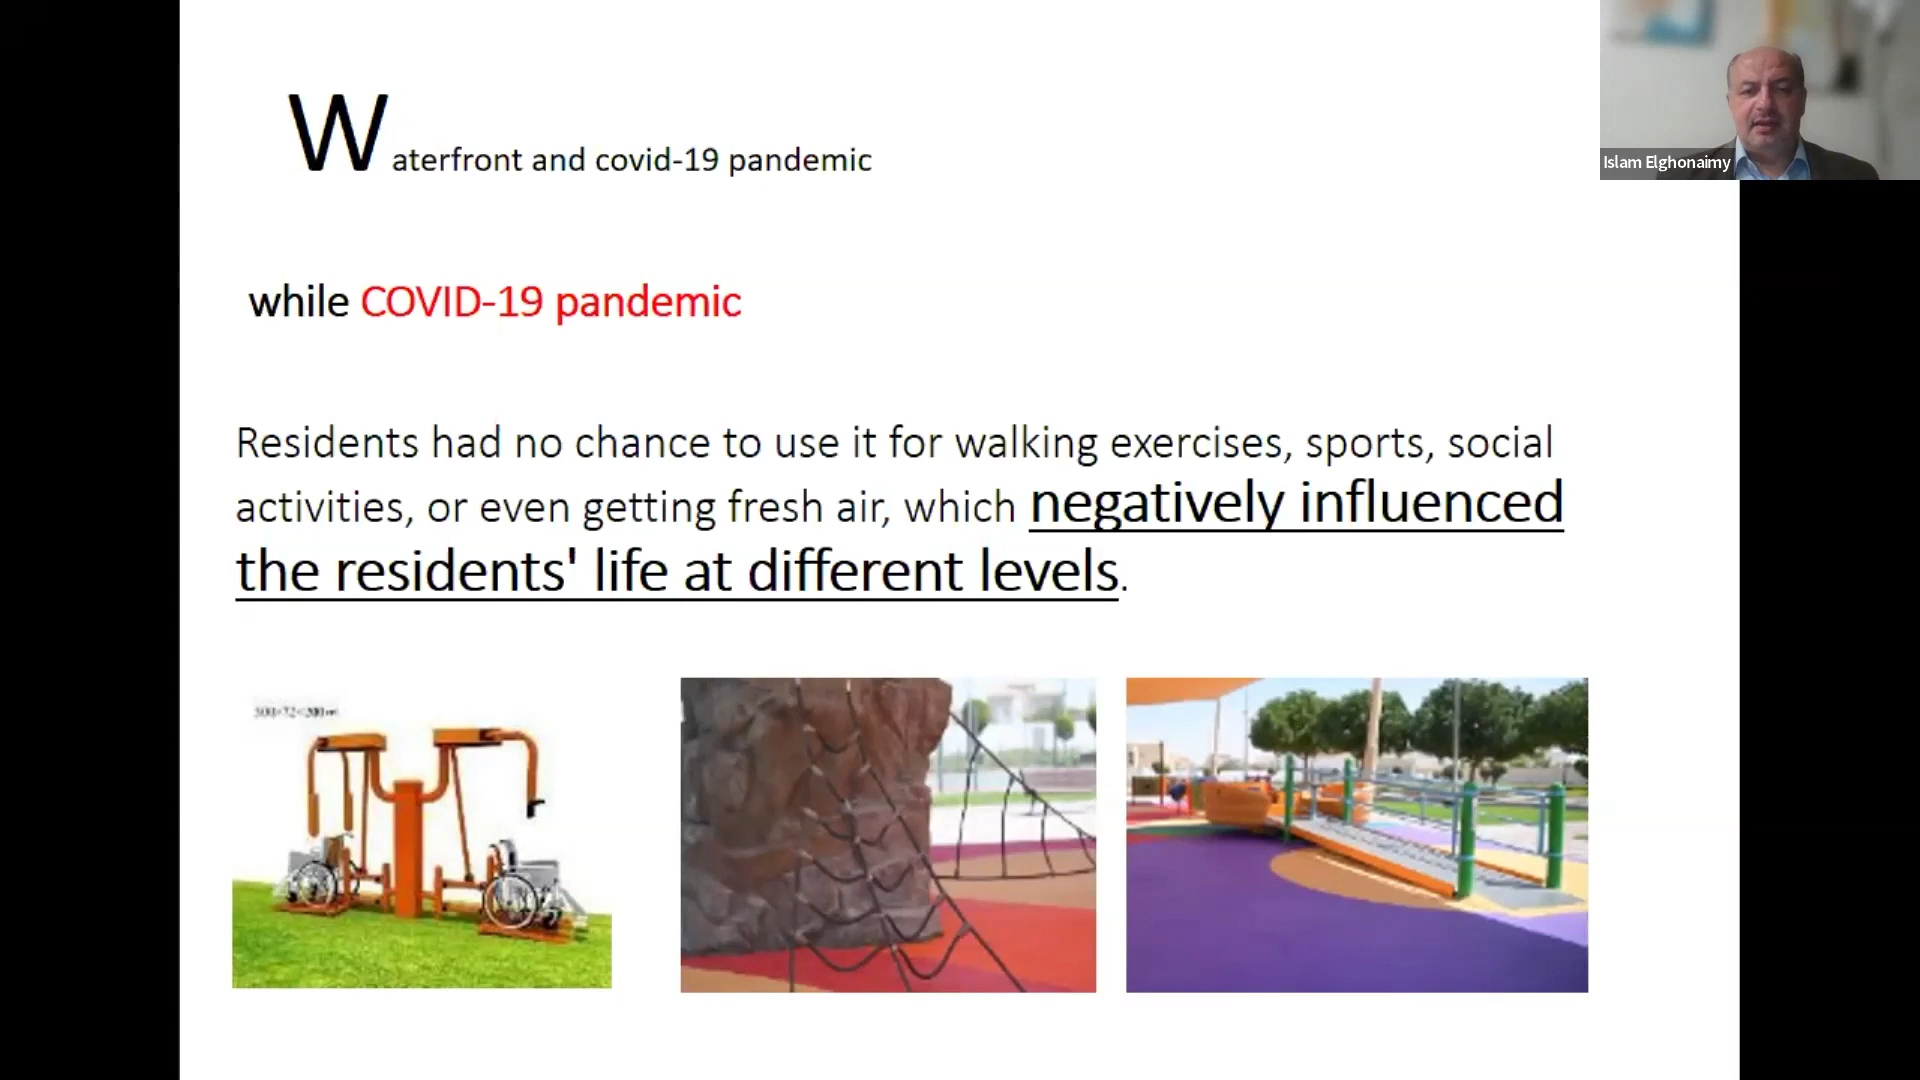 Waterfront and covid-19 pandemic
Islam Elghonaimy
while COVID-19 pandemic
Residents had no chance to use it for walking exercises, sports, social
activities, or even getting fresh air, which negatively influenced
the residents' life at different levels.